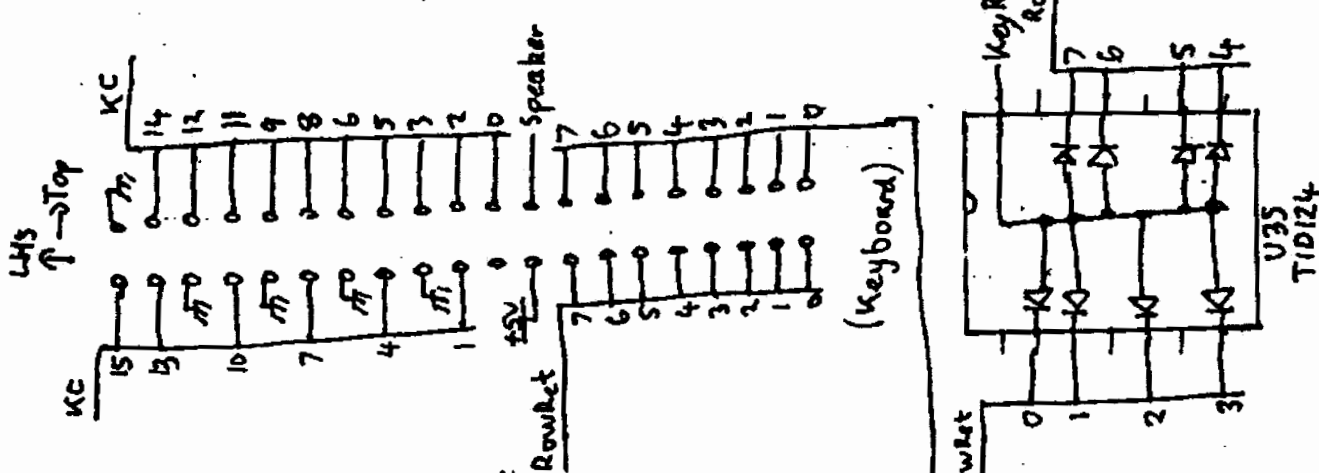 LHS
→Top
KC
14 12 11 9 8 6 5 3 2 0
Speaker
7 6 5 4 3 2 1 0
KC
15 13 10 7 4 1
+5V
7 6 5 4 3 2 1 0
RowRet
(Keyboard)
7 6 5 4
U35
TID124
0 1 2 3